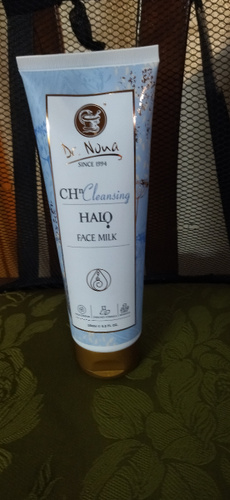 Dr. Nona
SINCE 1994
CHⁿ Cleansing
HALO
FACE MILK